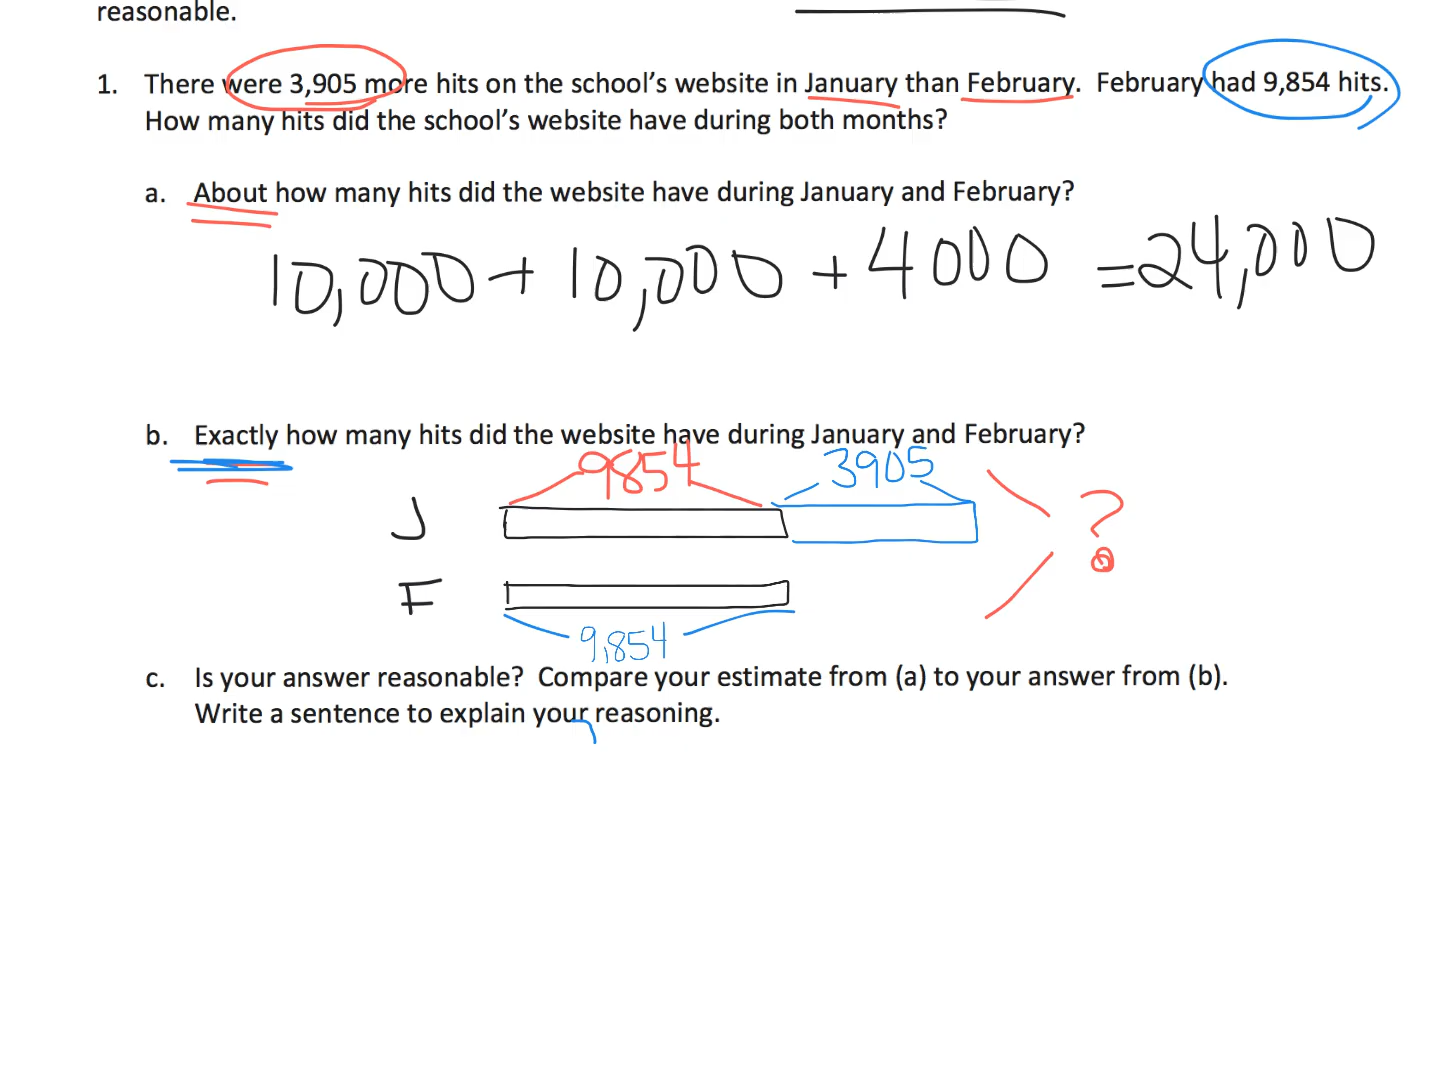 reasonable.
1. There were 3,905 more hits on the school’s website in January than February. February had 9,854 hits.
How many hits did the school’s website have during both months?
a. About how many hits did the website have during January and February?
10,000 + 10,000 + 4000 = 24,000
b. Exactly how many hits did the website have during January and February?
9854 3905
J ?
F
9,854
c. Is your answer reasonable? Compare your estimate from (a) to your answer from (b).
Write a sentence to explain your reasoning.